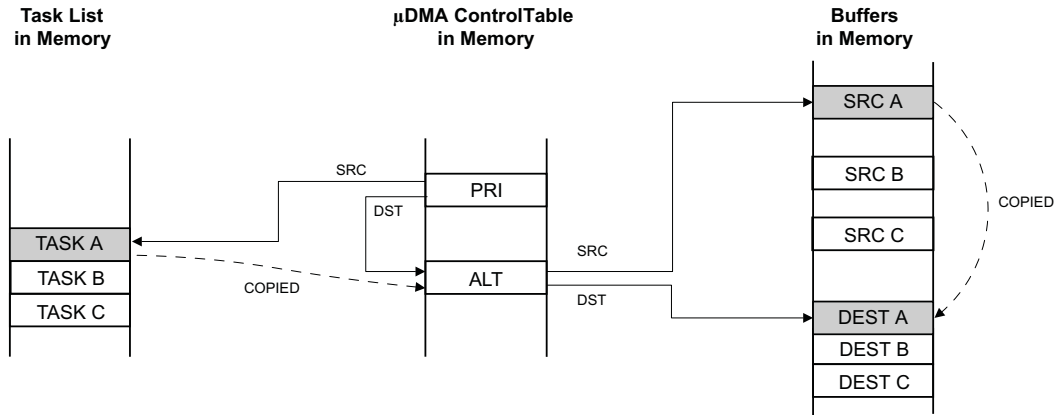 Task List
in Memory
μDMA ControlTable
in Memory
Buffers
in Memory
SRC A
SRC
PRI
SRC B
DST
COPIED
SRC C
TASK A
SRC
TASK B
COPIED
ALT
DST
TASK C
DEST A
DEST B
DEST C